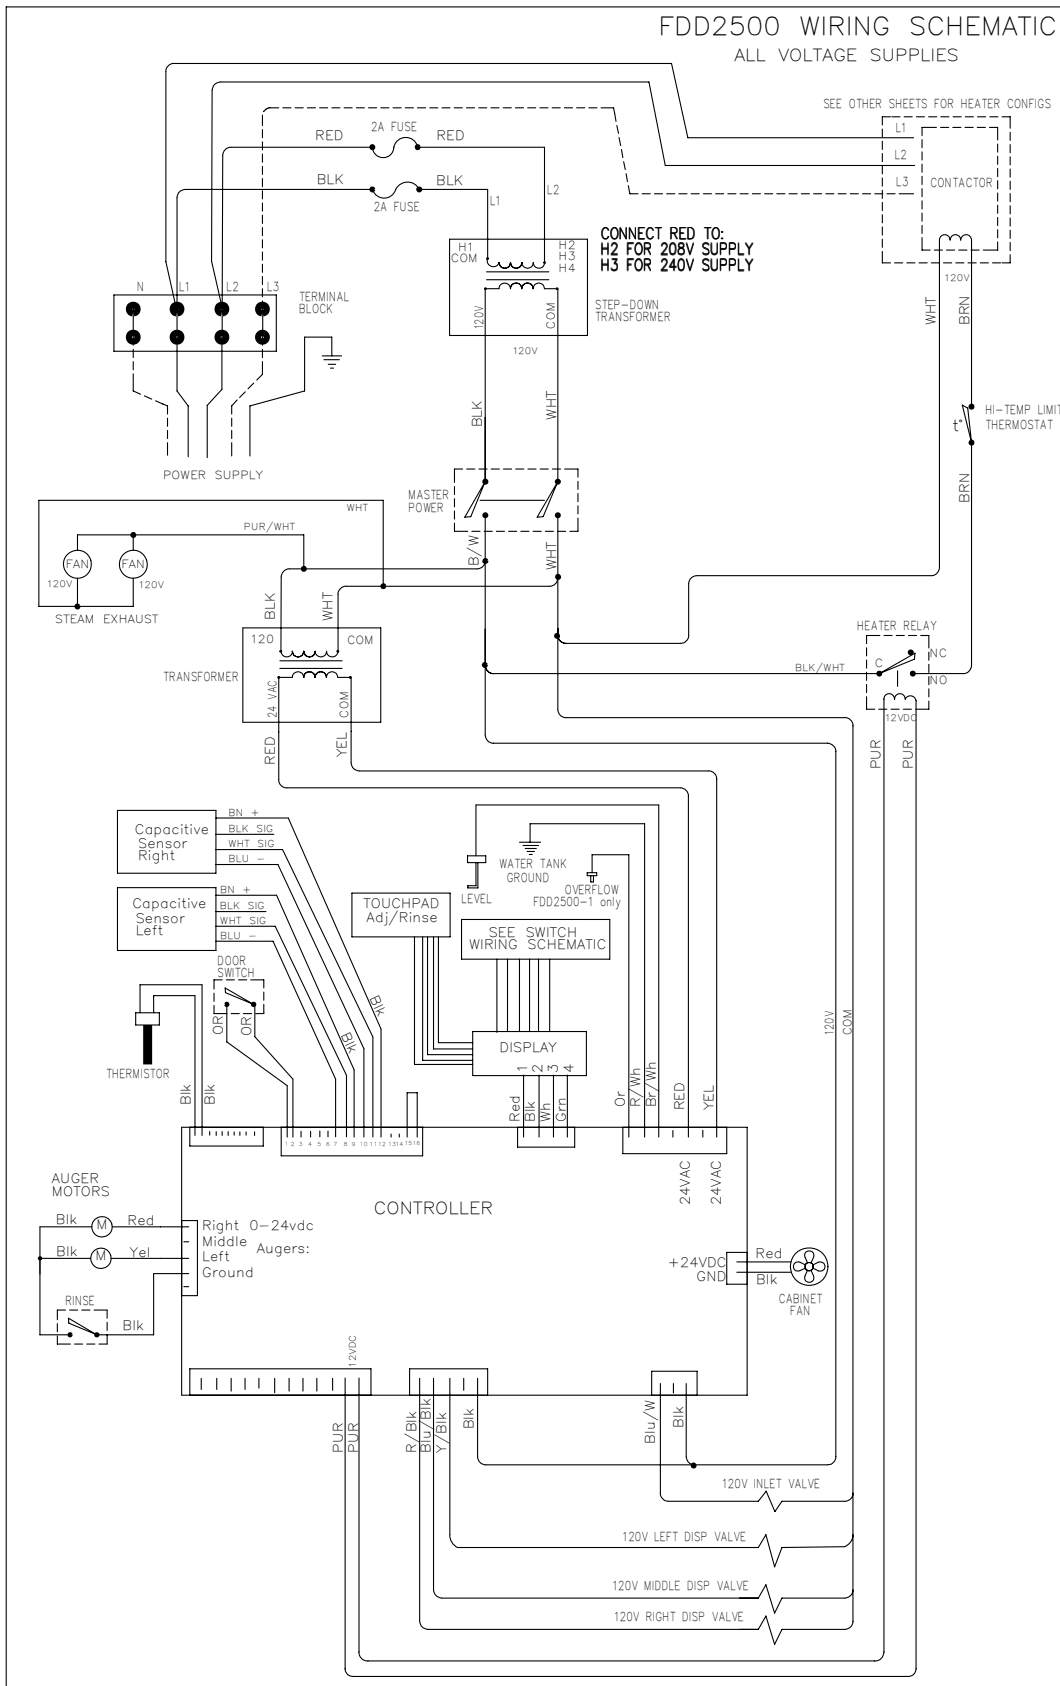 FDD2500 WIRING SCHEMATIC
ALL VOLTAGE SUPPLIES
SEE OTHER SHEETS FOR HEATER CONFIGS
L1
L2
L3
CONTACTOR
120V
RED
2A FUSE
RED
BLK
BLK
2A FUSE
L1
L2
H1
COM
H2
H3
H4
CONNECT RED TO:
H2 FOR 208V SUPPLY
H3 FOR 240V SUPPLY
120V
COM
STEP-DOWN
TRANSFORMER
120V
N
L1
L2
L3
TERMINAL
BLOCK
POWER SUPPLY
WHT
BRN
HI-TEMP LIMIT
THERMOSTAT
t°
BRN
BLK
WHT
MASTER
POWER
B/W
WHT
WHT
PUR/WHT
FAN
FAN
120V
120V
STEAM EXHAUST
BLK
WHT
120
COM
TRANSFORMER
24 VAC
COM
RED
YEL
HEATER RELAY
BLK/WHT
C
NC
NO
12VDC
PUR
PUR
Capacitive
Sensor
Right
BN +
BLK SIG
WHT SIG
BLU -
Capacitive
Sensor
Left
BN +
BLK SIG
WHT SIG
BLU -
DOOR
SWITCH
OR
OR
Blk
Blk
THERMISTOR
Blk
Blk
TOUCHPAD
Adj/Rinse
LEVEL
WATER TANK
GROUND
OVERFLOW
FDD2500-1 only
SEE SWITCH
WIRING SCHEMATIC
DISPLAY
1
2
3
4
Red
Blk
Wh
Grn
Or
R/Wh
Br/Wh
RED
YEL
120V
COM
1 2 3 4 5 6 7 8 9 10 11 12 13 14 15 16
24VAC
24VAC
CONTROLLER
AUGER
MOTORS
Blk
M
Red
Blk
M
Yel
RINSE
Blk
Right 0-24vdc
Middle
Left Augers:
Ground
+24VDC
GND
Red
Blk
CABINET
FAN
12VDC
PUR
PUR
R/Blk
Blu/Blk
Y/Blk
Blk
Blu/W
Blk
120V INLET VALVE
120V LEFT DISP VALVE
120V MIDDLE DISP VALVE
120V RIGHT DISP VALVE